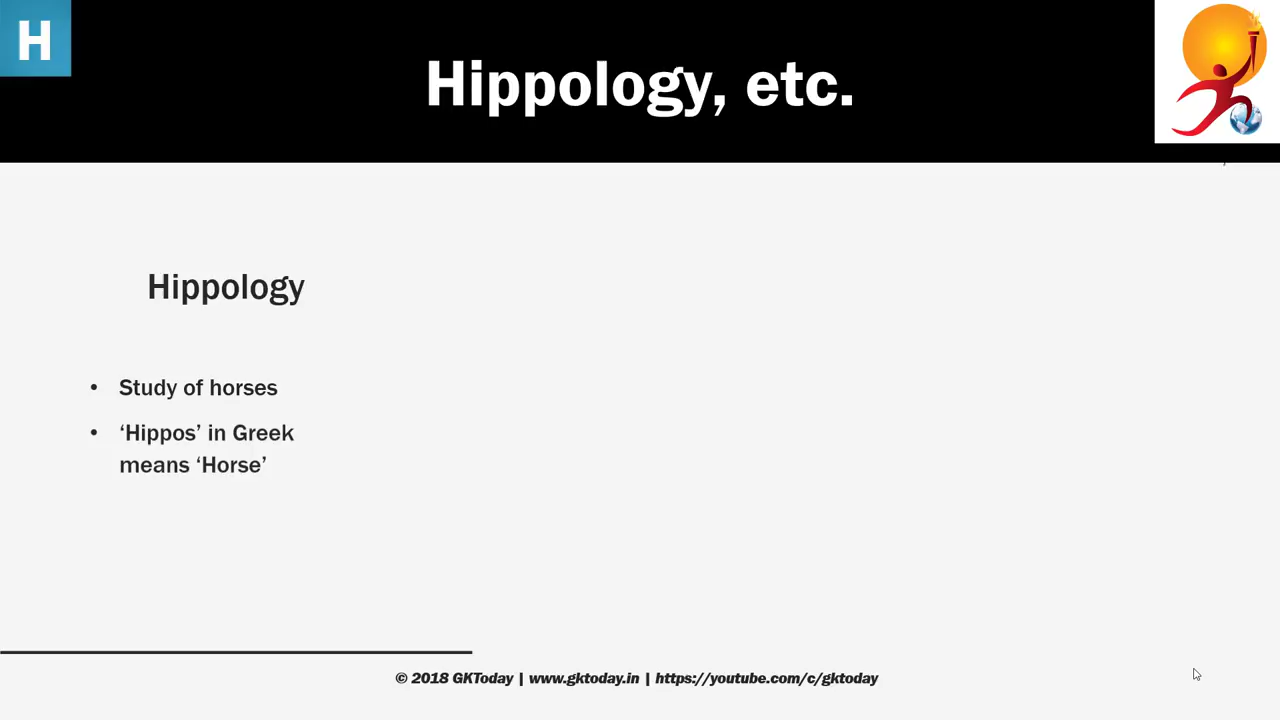 H
Hippology, etc.
Hippology
• Study of horses
• ‘Hippos’ in Greek
means ‘Horse’
© 2018 GKToday | www.gktoday.in | https://youtube.com/c/gktoday